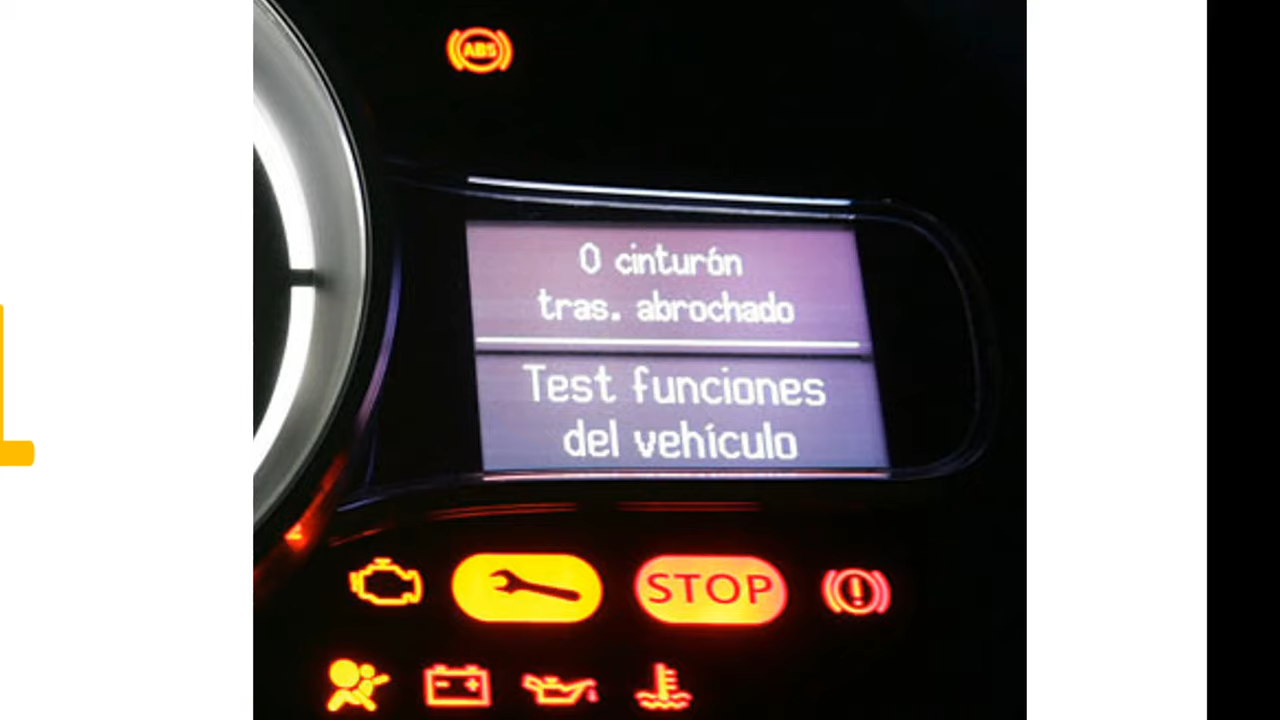 ABS
0 cinturón
tras. abrochado
Test funciones
del vehículo
STOP